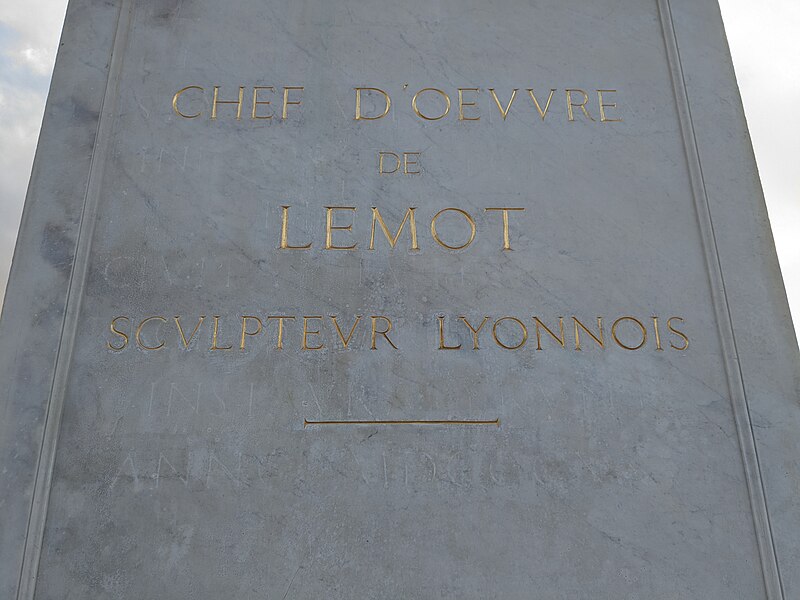 CHEF D'OEVVRE
DE
LEMOT
SCVLPTEVR LYONNOIS